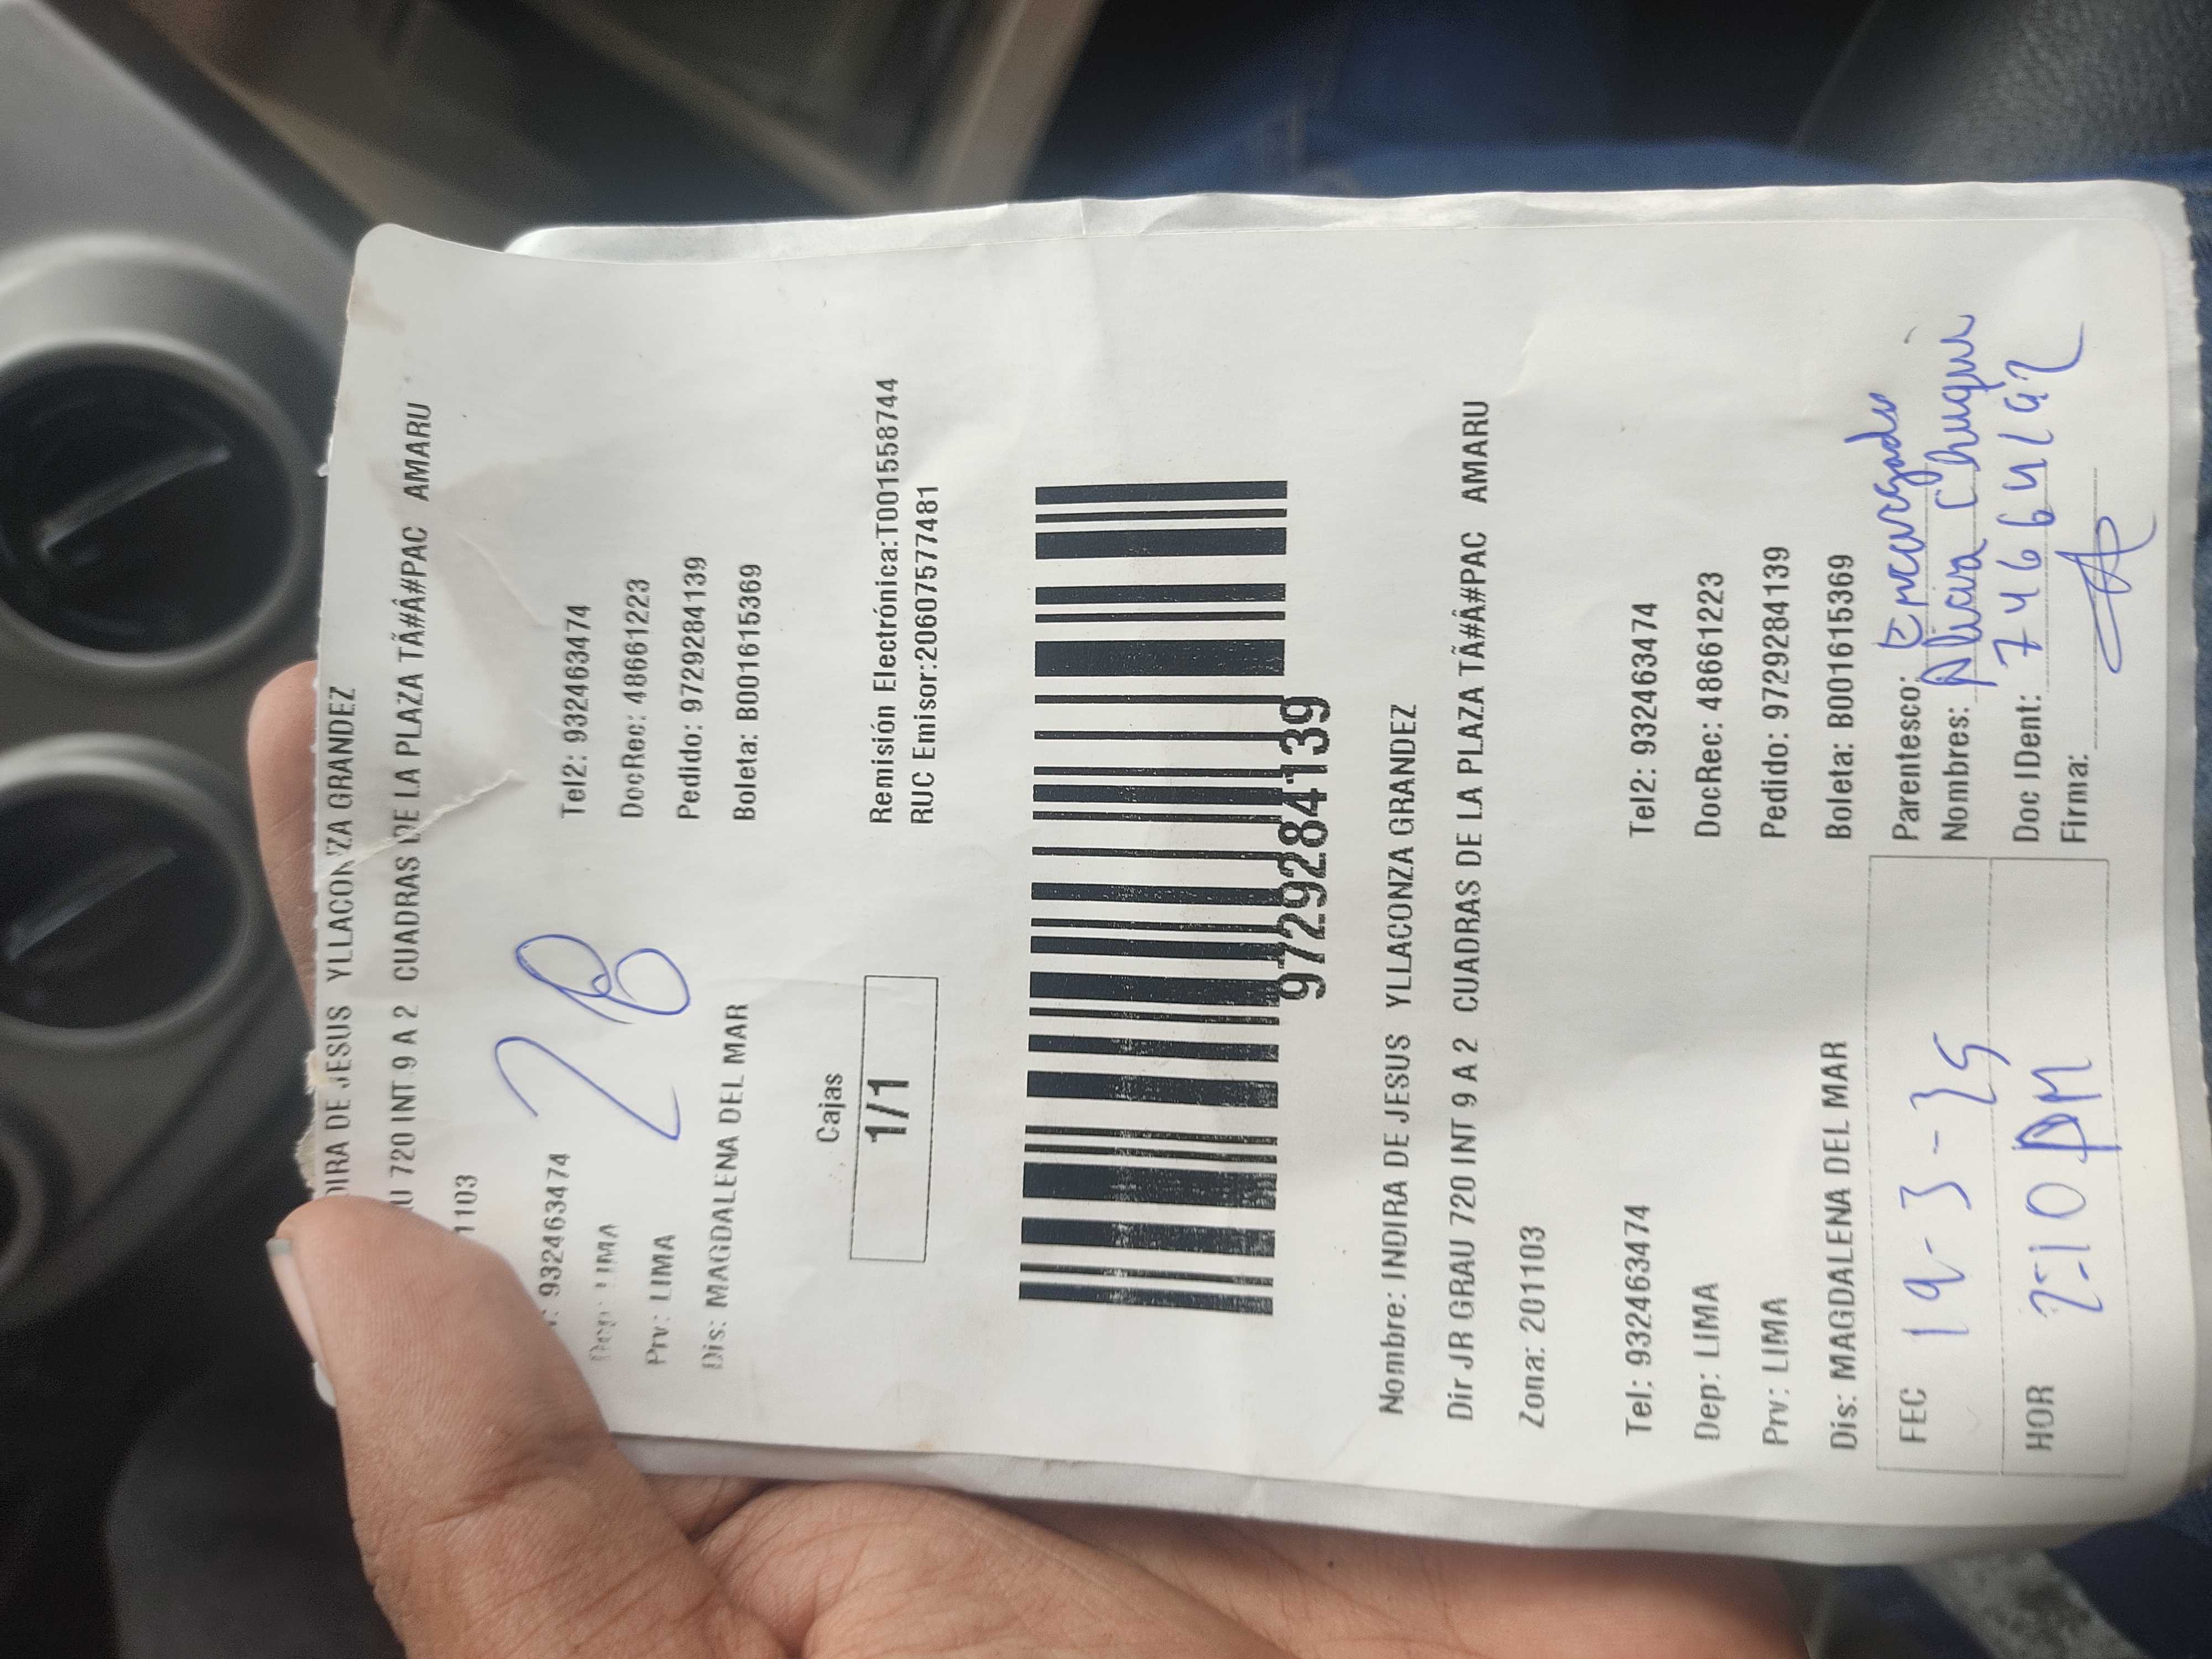 DIRA DE JESUS YLLACONZA GRANDEZ
U 720 INT 9 A 2 CUADRAS DE LA PLAZA TÃ#Â#PAC AMARU
1103
: 932463474
Tel2: 932463474
Dep: LIMA
DocRec: 48661223
Prv: LIMA
Pedido: 97292841​39
Dis: MAGDALENA DEL MAR
Boleta: B001615369
2B
Cajas
1/1
Remisión Electrónica:T001558744
RUC Emisor:20607577481
9729284139
Nombre: INDIRA DE JESUS YLLACONZA GRANDEZ
Dir JR GRAU 720 INT 9 A 2 CUADRAS DE LA PLAZA TÃ#Â#PAC AMARU
Zona: 201103
Tel: 932463474
Tel2: 932463474
Dep: LIMA
DocRec: 48661223
Prv: LIMA
Pedido: 9729284139
Dis: MAGDALENA DEL MAR
Boleta: B001615369
FEC 19-3-25
HOR 2:10 PM
Parentesco: Encargado
Nombres:
Doc IDent:
Firma: